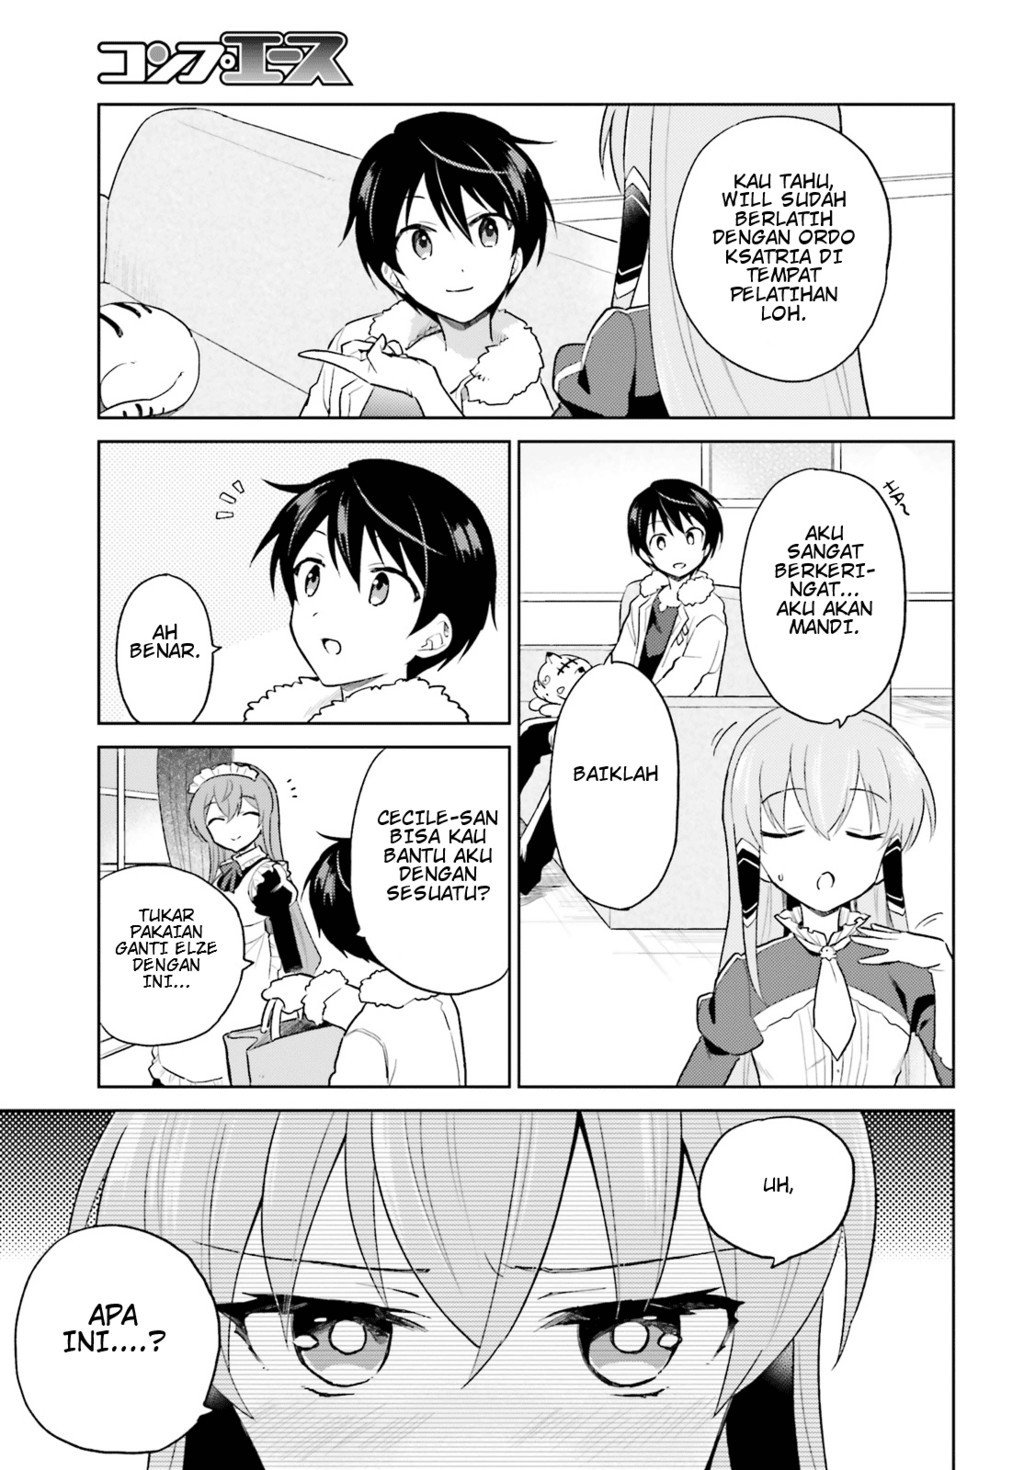 コンプ・エース
KAU TAHU,
WILL SUDAH
BERLATIH
DENGAN ORDO
KSATRIA DI
TEMPAT
PELATIHAN
LOH.
HA~
AKU
SANGAT
BERKERI-
NGAT...
AKU AKAN
MANDI.
BAIKLAH
AH
BENAR.
CECILE-SAN
BISA KAU
BANTU AKU
DENGAN
SESUATU?
TUKAR
PAKAIAN
GANTI ELZE
DENGAN
INI...
UH,
APA
INI....?